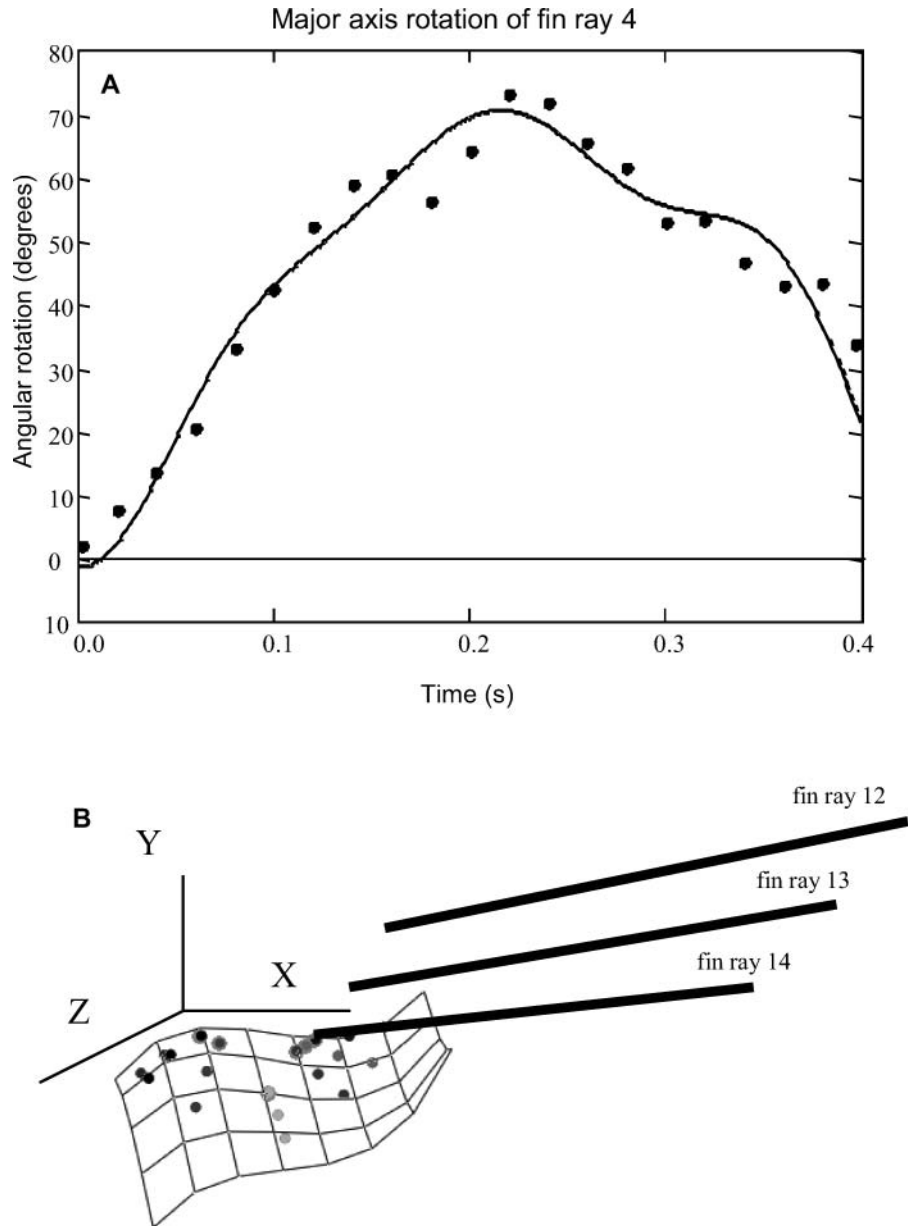 Major axis rotation of fin ray 4
A
80
70
60
50
40
30
20
10
0
10
Angular rotation (degrees)
0.0 0.1 0.2 0.3 0.4
Time (s)
B
fin ray 12
fin ray 13
fin ray 14
Y
X
Z